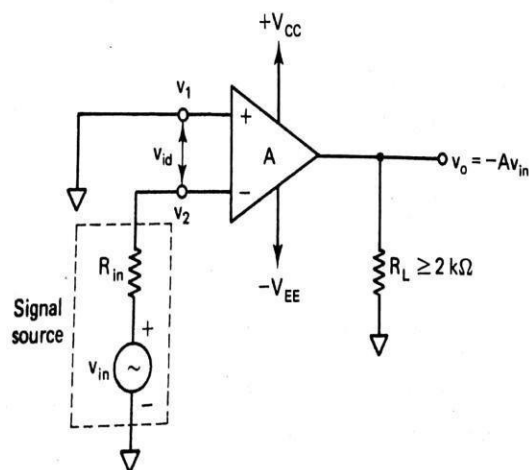 +V_CC
v_1
+
v_id
A
v_o = -Av_in
v_2
-
R_in
-V_EE
R_L ≥ 2 kΩ
Signal
source
+
v_in
~
-